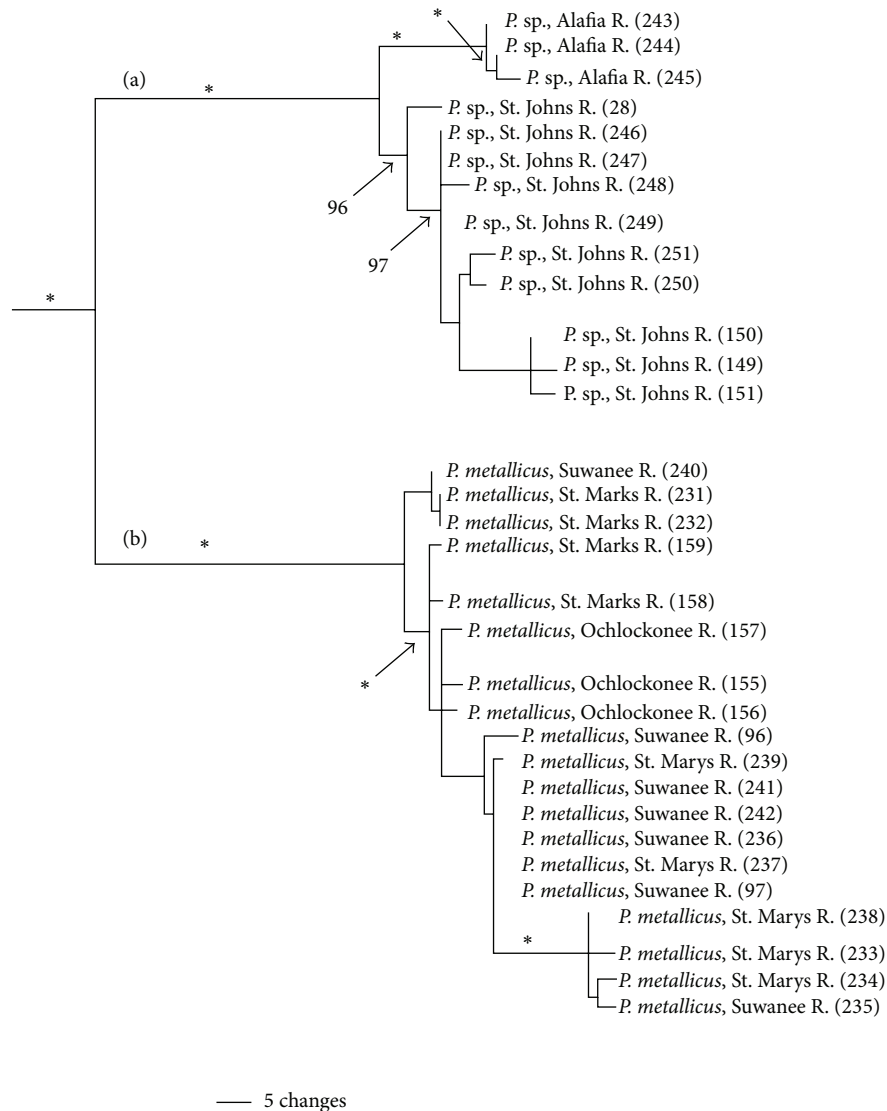 *
P. sp., Alafia R. (243)
*
P. sp., Alafia R. (244)
P. sp., Alafia R. (245)
(a)
*
P. sp., St. Johns R. (28)
P. sp., St. Johns R. (246)
P. sp., St. Johns R. (247)
P. sp., St. Johns R. (248)
96
P. sp., St. Johns R. (249)
97
P. sp., St. Johns R. (251)
P. sp., St. Johns R. (250)
*
P. sp., St. Johns R. (150)
P. sp., St. Johns R. (149)
P. sp., St. Johns R. (151)
P. metallicus, Suwanee R. (240)
P. metallicus, St. Marks R. (231)
P. metallicus, St. Marks R. (232)
(b)
*
P. metallicus, St. Marks R. (159)
P. metallicus, St. Marks R. (158)
P. metallicus, Ochlockonee R. (157)
*
P. metallicus, Ochlockonee R. (155)
P. metallicus, Ochlockonee R. (156)
P. metallicus, Suwanee R. (96)
P. metallicus, St. Marys R. (239)
P. metallicus, Suwanee R. (241)
P. metallicus, Suwanee R. (242)
P. metallicus, Suwanee R. (236)
P. metallicus, St. Marys R. (237)
P. metallicus, Suwanee R. (97)
P. metallicus, St. Marys R. (238)
*
P. metallicus, St. Marys R. (233)
P. metallicus, St. Marys R. (234)
P. metallicus, Suwanee R. (235)
5 changes